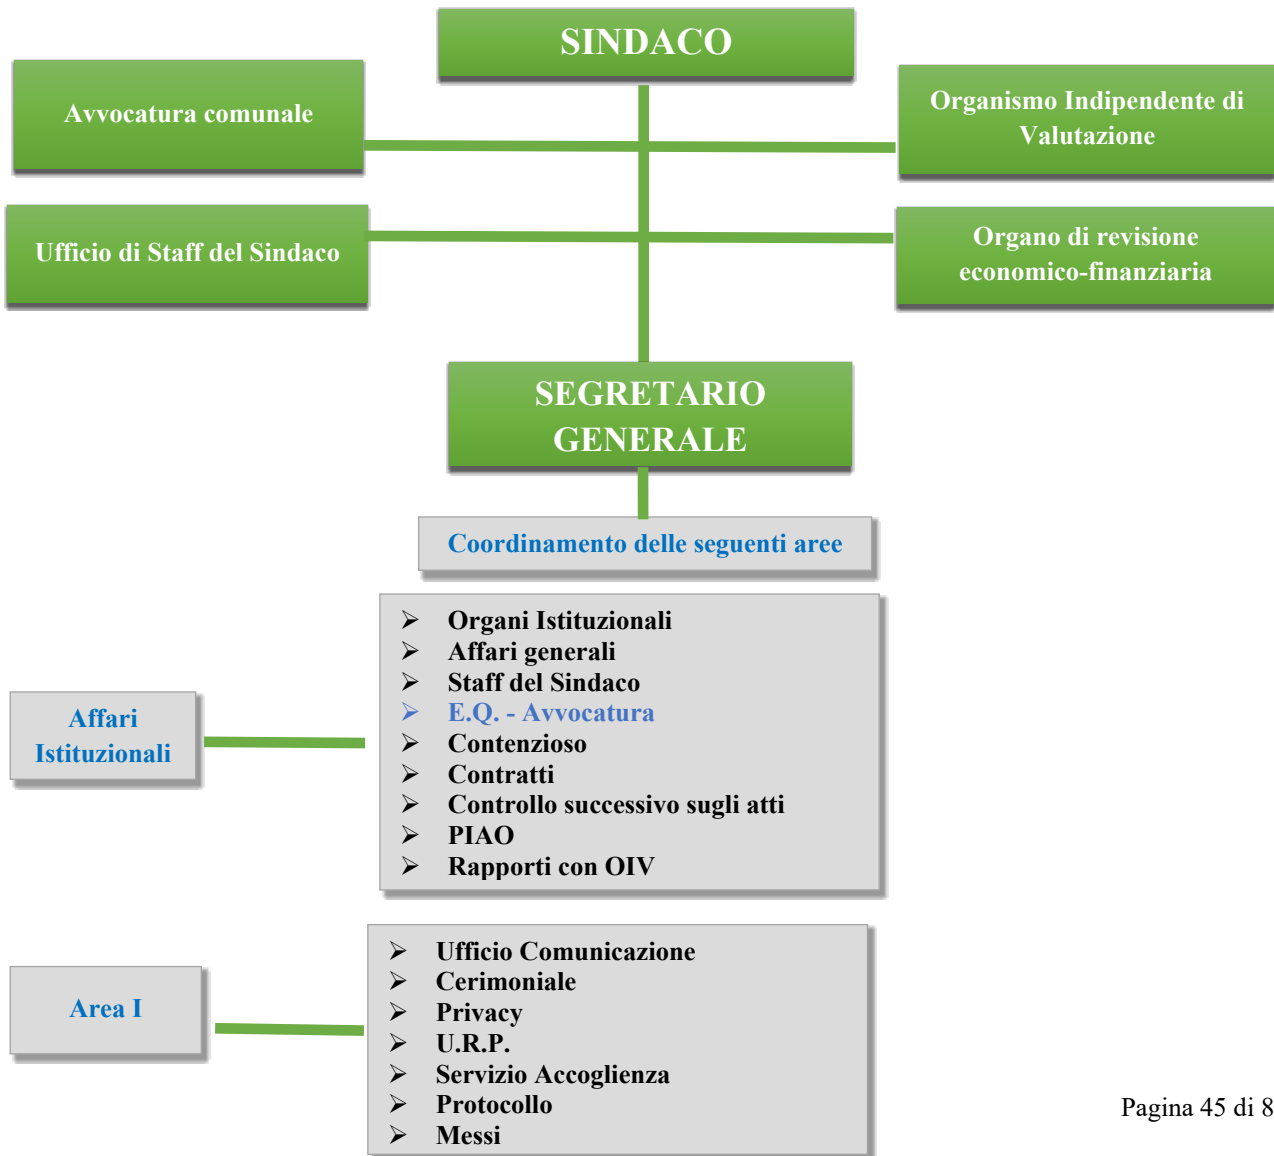 SINDACO
Avvocatura comunale
Organismo Indipendente di
Valutazione
Ufficio di Staff del Sindaco
Organo di revisione
economico-finanziaria
SEGRETARIO
GENERALE
Coordinamento delle seguenti aree
Affari
Istituzionali
➢ Organi Istituzionali
➢ Affari generali
➢ Staff del Sindaco
➢ E.Q. - Avvocatura
➢ Contenzioso
➢ Contratti
➢ Controllo successivo sugli atti
➢ PIAO
➢ Rapporti con OIV
Area I
➢ Ufficio Comunicazione
➢ Cerimoniale
➢ Privacy
➢ U.R.P.
➢ Servizio Accoglienza
➢ Protocollo
➢ Messi
Pagina 45 di 8